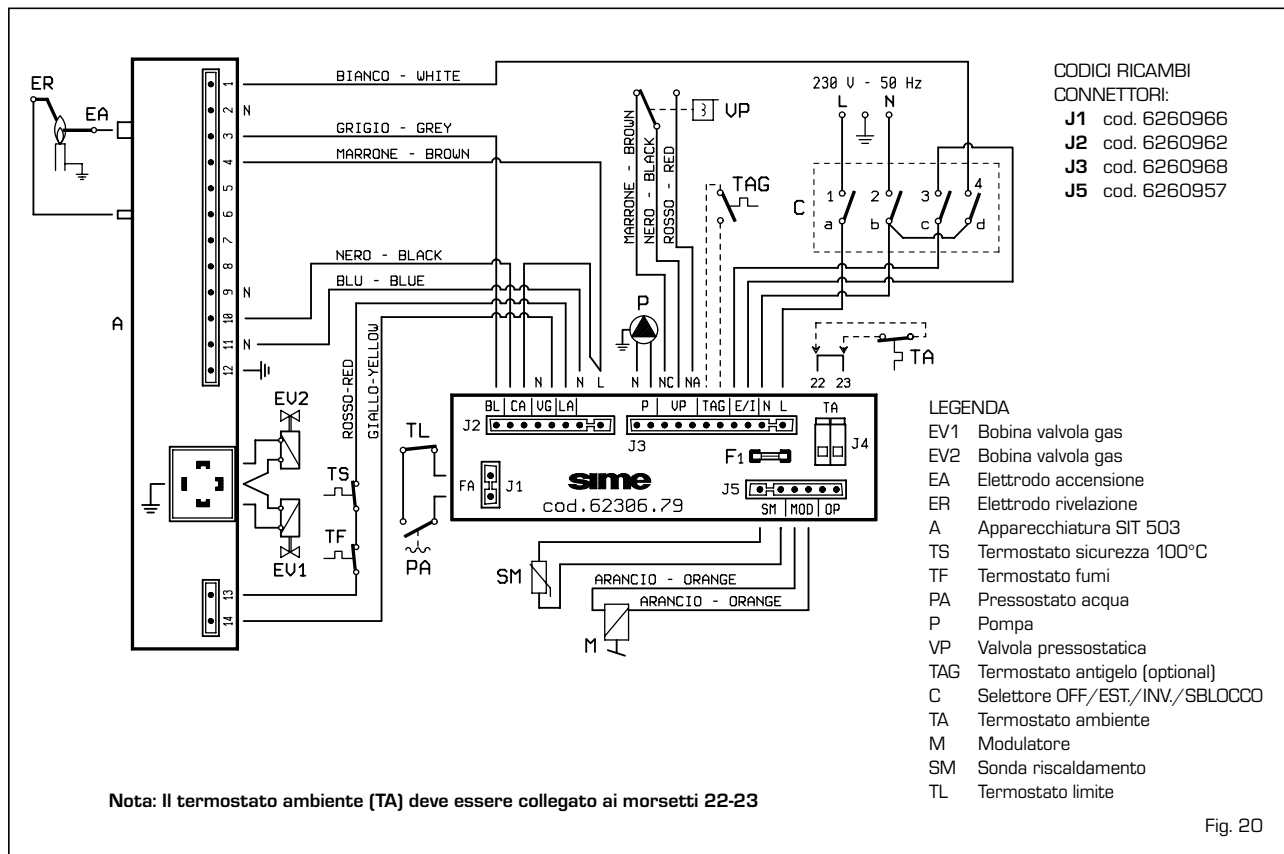 ER
EA
A
1
2
3
4
5
6
7
8
9
10
11
12
13
14
N
N
N
BIANCO - WHITE
GRIGIO - GREY
MARRONE - BROWN
NERO - BLACK
BLU - BLUE
ROSSO-RED
GIALLO-YELLOW
EV2
EV1
TS
TF
TL
PA
MARRONE - BROWN
NERO - BLACK
ROSSO - RED
VP
TAG
P
230 V - 50 Hz
L N
C
1 2 3 4
a b c d
TA
22 23
N L
N NC NA
BL CA VG LA
J2
P VP TAG E/I N L
J3
TA
J4
F1
FA J1
sime
cod.62306.79
J5
SM MOD OP
SM
ARANCIO - ORANGE
ARANCIO - ORANGE
M
CODICI RICAMBI
CONNETTORI:
J1 cod. 6260966
J2 cod. 6260962
J3 cod. 6260968
J5 cod. 6260957
LEGENDA
EV1 Bobina valvola gas
EV2 Bobina valvola gas
EA Elettrodo accensione
ER Elettrodo rivelazione
A Apparecchiatura SIT 503
TS Termostato sicurezza 100°C
TF Termostato fumi
PA Pressostato acqua
P Pompa
VP Valvola pressostatica
TAG Termostato antigelo (optional)
C Selettore OFF/EST./INV./SBLOCCO
TA Termostato ambiente
M Modulatore
SM Sonda riscaldamento
TL Termostato limite
Nota: Il termostato ambiente (TA) deve essere collegato ai morsetti 22-23
Fig. 20